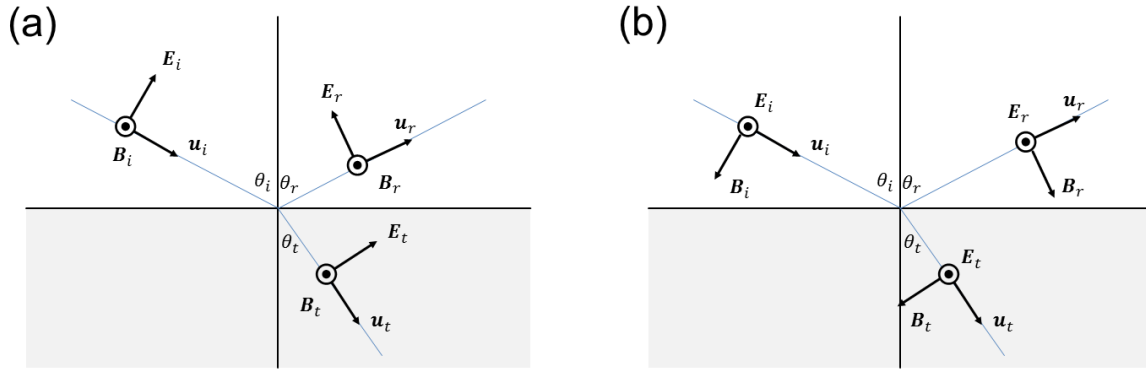 (a)
E_i
B_i
u_i
E_r
u_r
B_r
θ_i
θ_r
θ_t
E_t
B_t
u_t
(b)
E_i
B_i
u_i
E_r
u_r
B_r
θ_i
θ_r
θ_t
E_t
B_t
u_t